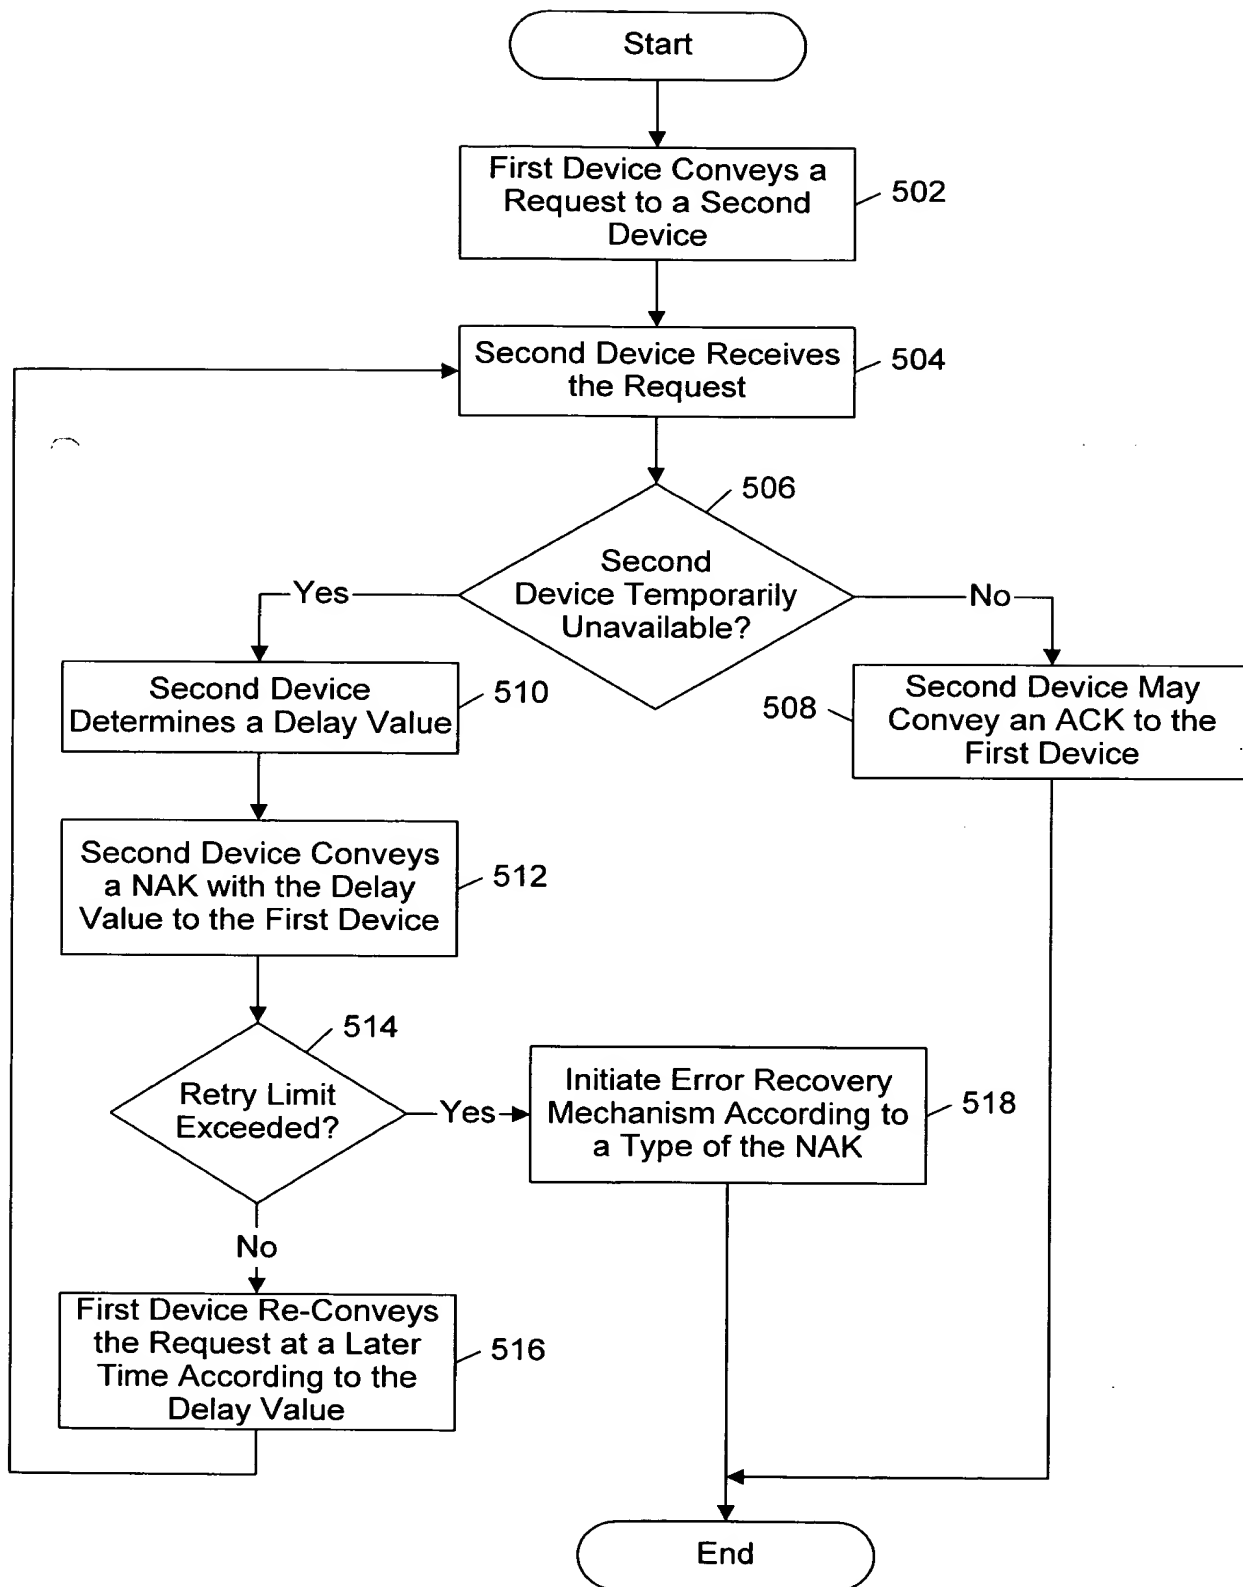 Start
First Device Conveys a
Request to a Second
Device
502
Second Device Receives
the Request
504
506
Second
Device Temporarily
Unavailable?
Yes
No
Second Device
Determines a Delay Value
510
508
Second Device May
Convey an ACK to the
First Device
Second Device Conveys
a NAK with the Delay
Value to the First Device
512
514
Retry Limit
Exceeded?
Yes
Initiate Error Recovery
Mechanism According to
a Type of the NAK
518
No
First Device Re-Conveys
the Request at a Later
Time According to the
Delay Value
516
End